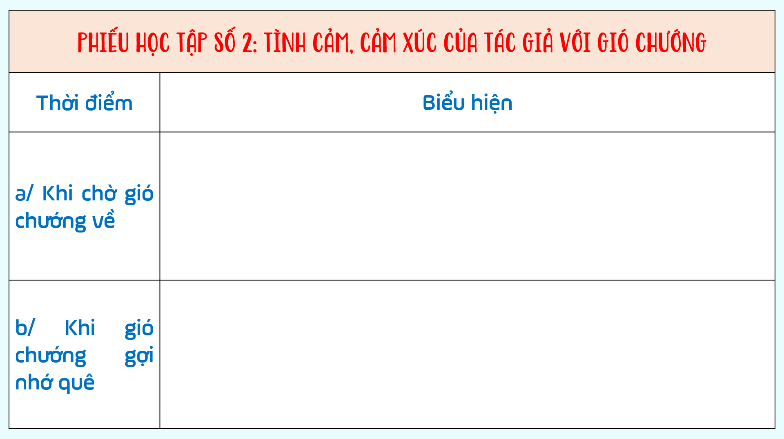 PHIẾU HỌC TẬP SỐ 2: TÌNH CẢM, CẢM XÚC CỦA TÁC GIẢ VỚI GIÓ CHƯỚNG
Thời điểm
Biểu hiện
a/ Khi chờ gió
chướng về
b/ Khi gió
chướng gợi
nhớ quê